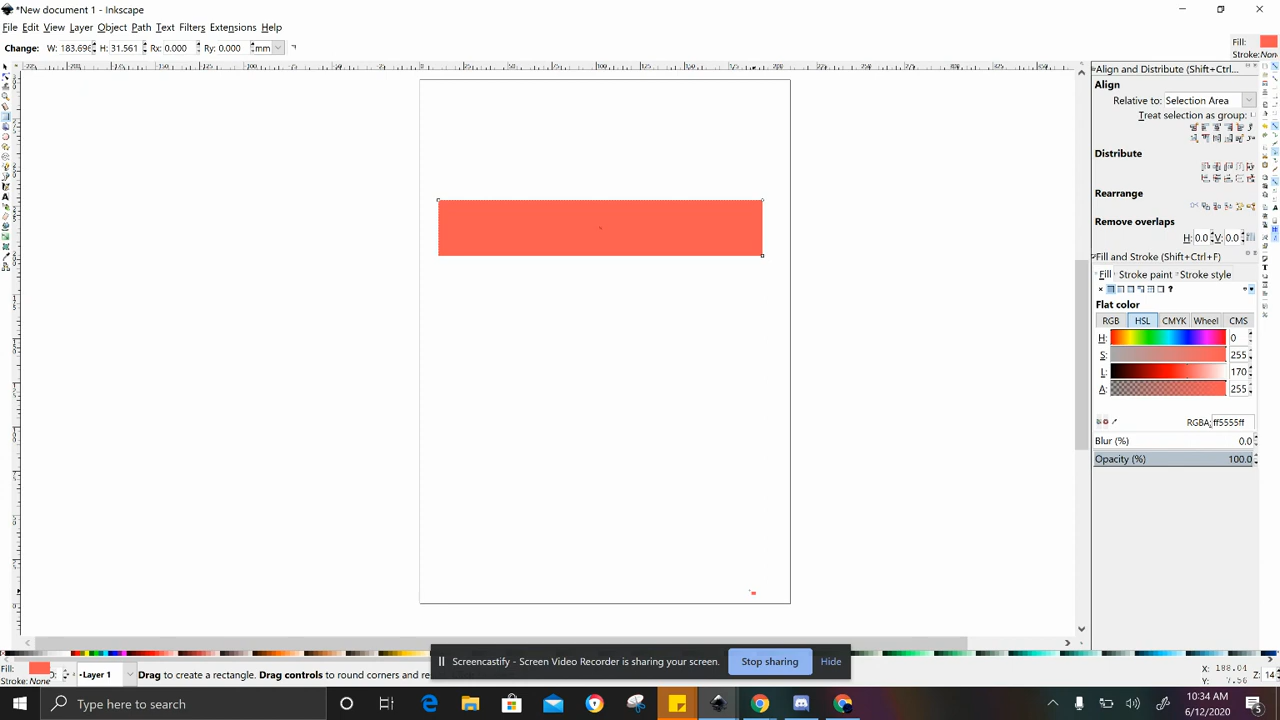 *New document 1 - Inkscape
File Edit View Layer Object Path Text Filters Extensions Help
Change: W: 183.696 H: 31.561 Rx: 0.000 Ry: 0.000 mm
Fill:
Stroke: None
Align and Distribute (Shift+Ctrl...
Align
Relative to: Selection Area
Treat selection as group:
Distribute
Rearrange
Remove overlaps
H: 0.0 V: 0.0
Fill and Stroke (Shift+Ctrl+F)
Fill Stroke paint Stroke style
Flat color
RGB HSL CMYK Wheel CMS
H: 0
S: 255
L: 170
A: 255
RGBA: ff5555ff
Blur (%) 0.0
Opacity (%) 100.0
Screencastify - Screen Video Recorder is sharing your screen. Stop sharing Hide
Fill:
Stroke: None
O:
Layer 1
Drag to create a rectangle. Drag controls to round corners and re
X: 188.04
Y: 7.56
Z: 14
Type here to search
10:34 AM
6/12/2020